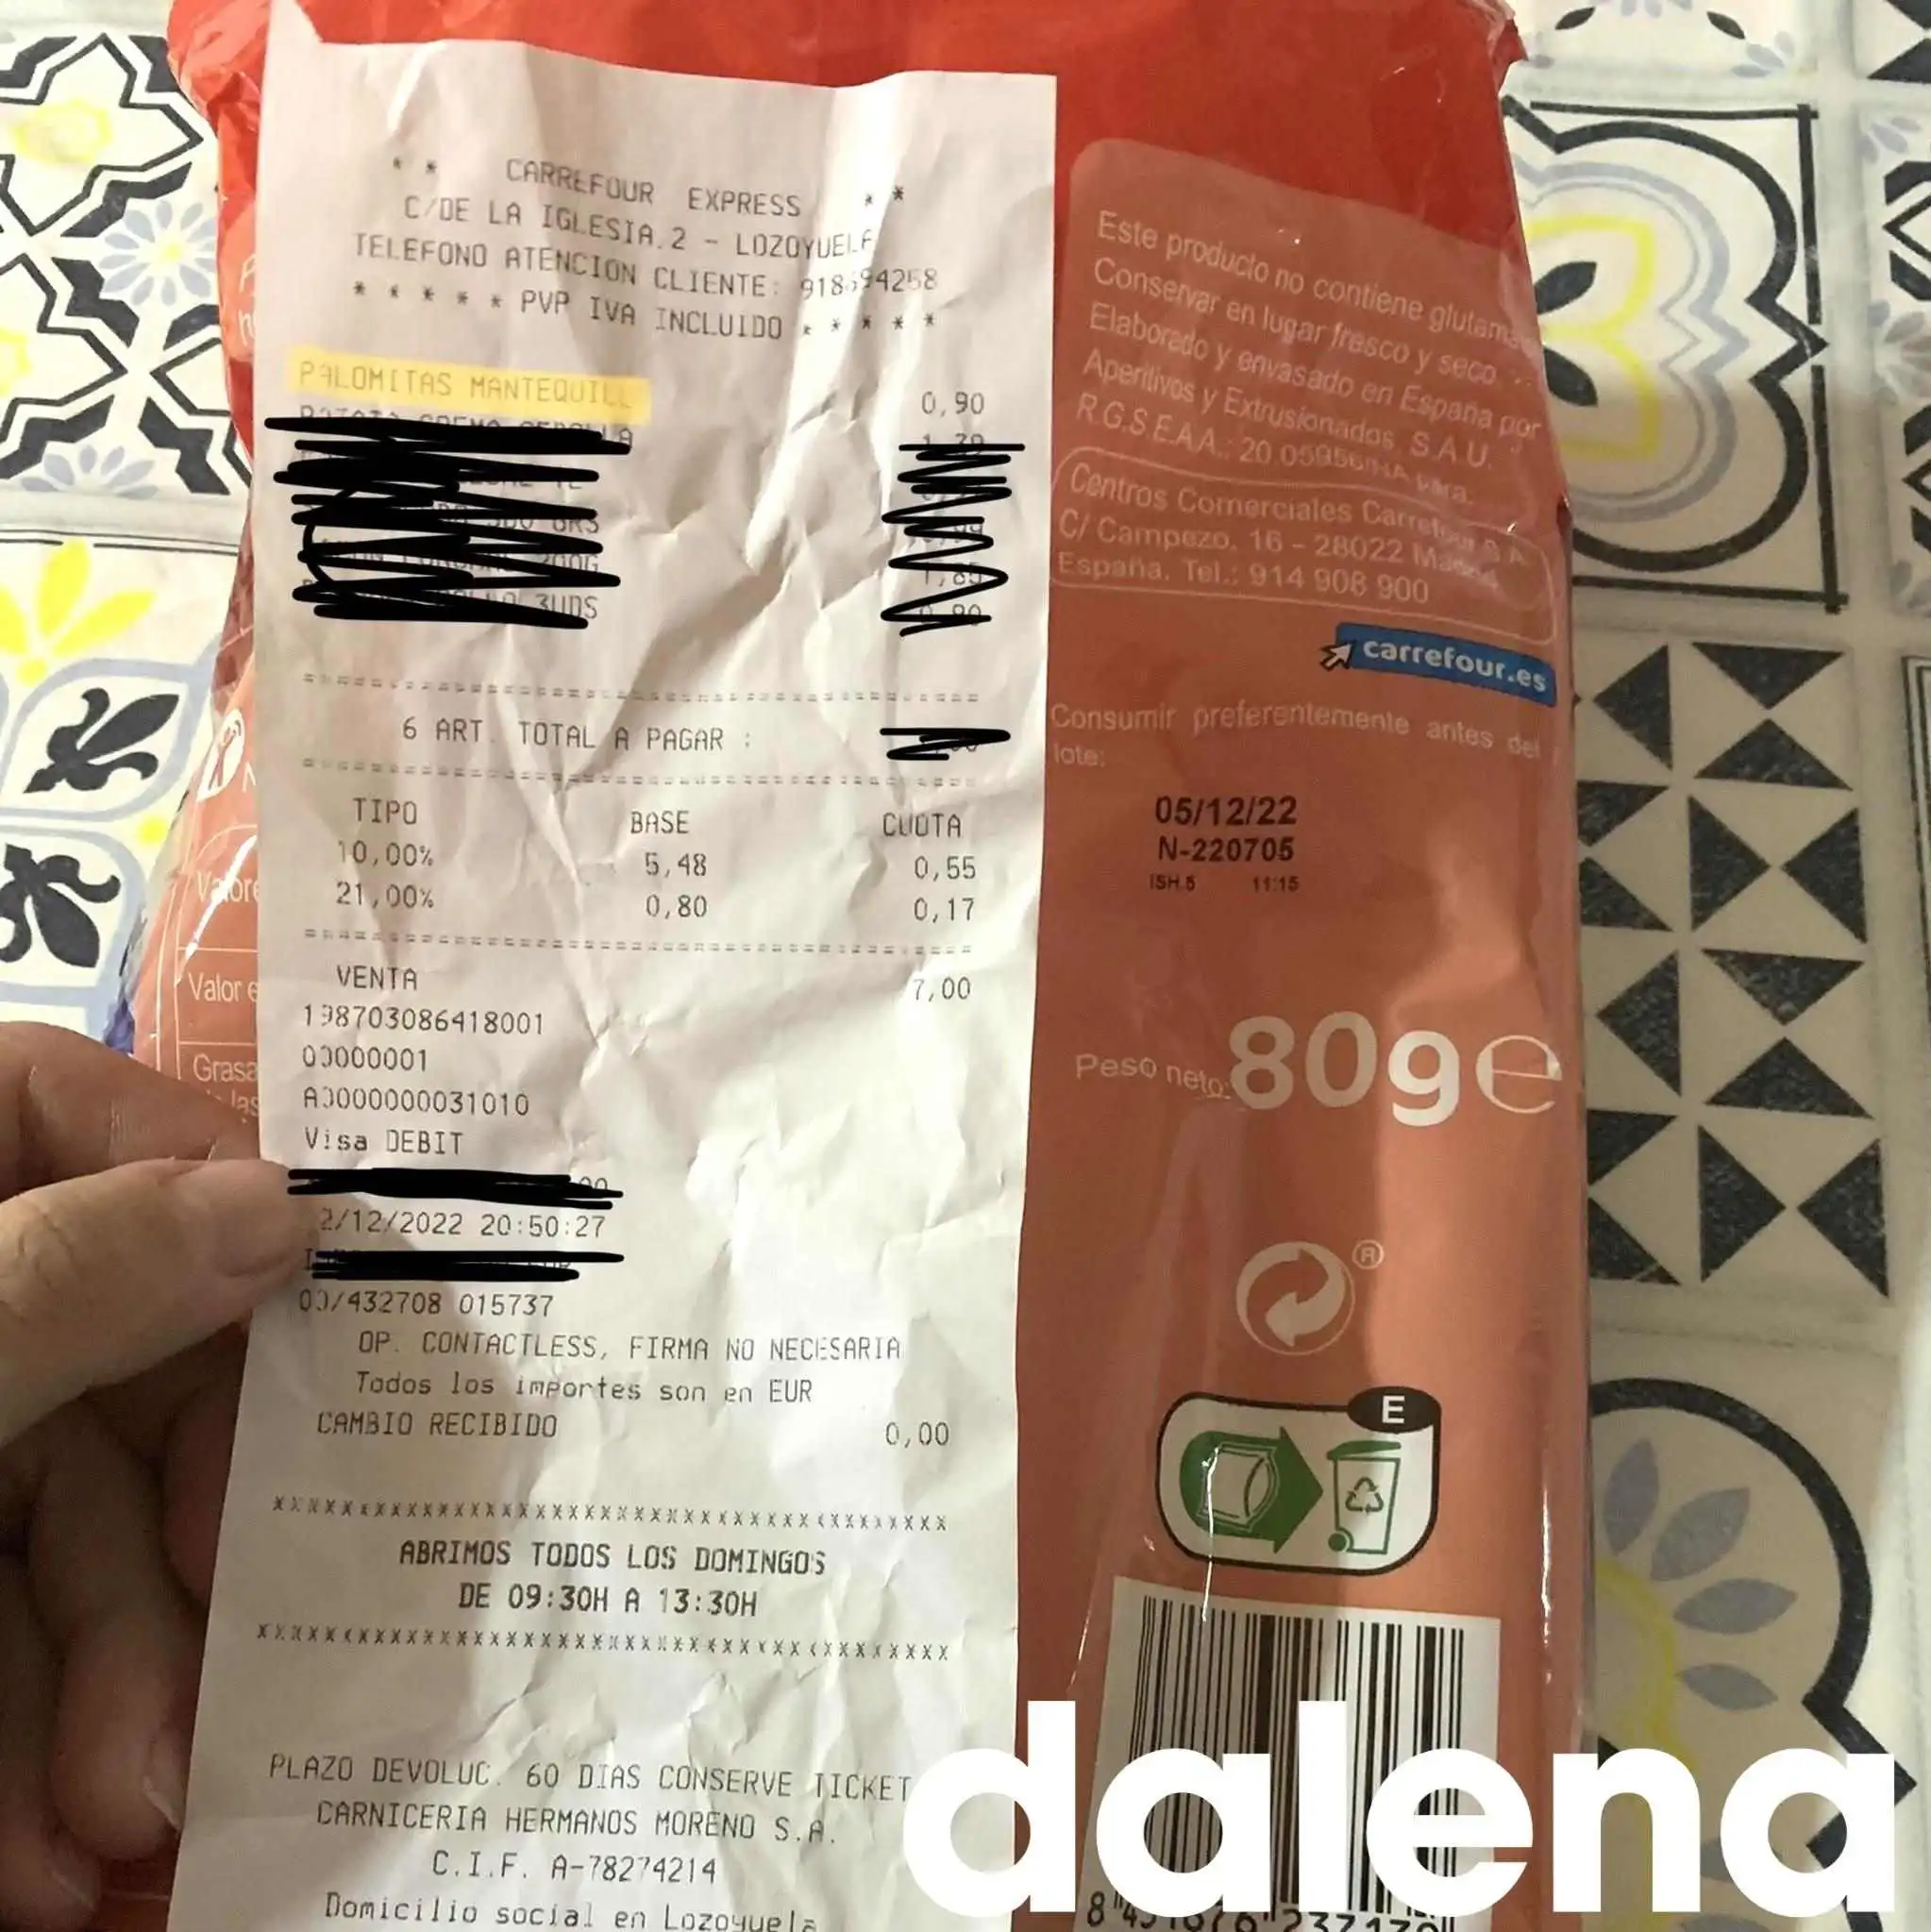 * * CARREFOUR EXPRESS * *
C/DE LA IGLESIA,2 - LOZOYUELA
TELEFONO ATENCION CLIENTE: 918694258
* * * * * PVP IVA INCLUIDO * * * * *
PALOMITAS MANTEQUILL 0,90
3UDS
6 ART. TOTAL A PAGAR :
TIPO BASE CUOTA
10,00% 5,48 0,55
21,00% 0,80 0,17
VENTA 7,00
198703086418001
00000001
A0000000031010
Visa DEBIT
2/12/2022 20:50:27
00/432708 015737
OP. CONTACTLESS, FIRMA NO NECESARIA
Todos los importes son en EUR
CAMBIO RECIBIDO 0,00
ABRIMOS TODOS LOS DOMINGOS
DE 09:30H A 13:30H
PLAZO DEVOLUC. 60 DIAS CONSERVE TICKET
CARNICERIA HERMANOS MORENO S.A.
C.I.F. A-78274214
Domicilio social en Lozoyuela
Valor e
Grasa
Este producto no contiene
Conservar en lugar fresco y seco.
Elaborado y envasado en España por
Aperitivos y Extrusionados, S.A.U.
R.G.S.E.A.A.: para
Centros Comerciales Carrefour S.A.
C/ Campezo, 16 - 28022 Madrid
España. Tel.: 914 908 900
carrefour.es
Consumir preferentemente antes del
lote:
05/12/22
N-220705
11:15
Peso neto: 80g e
®
E
dalena